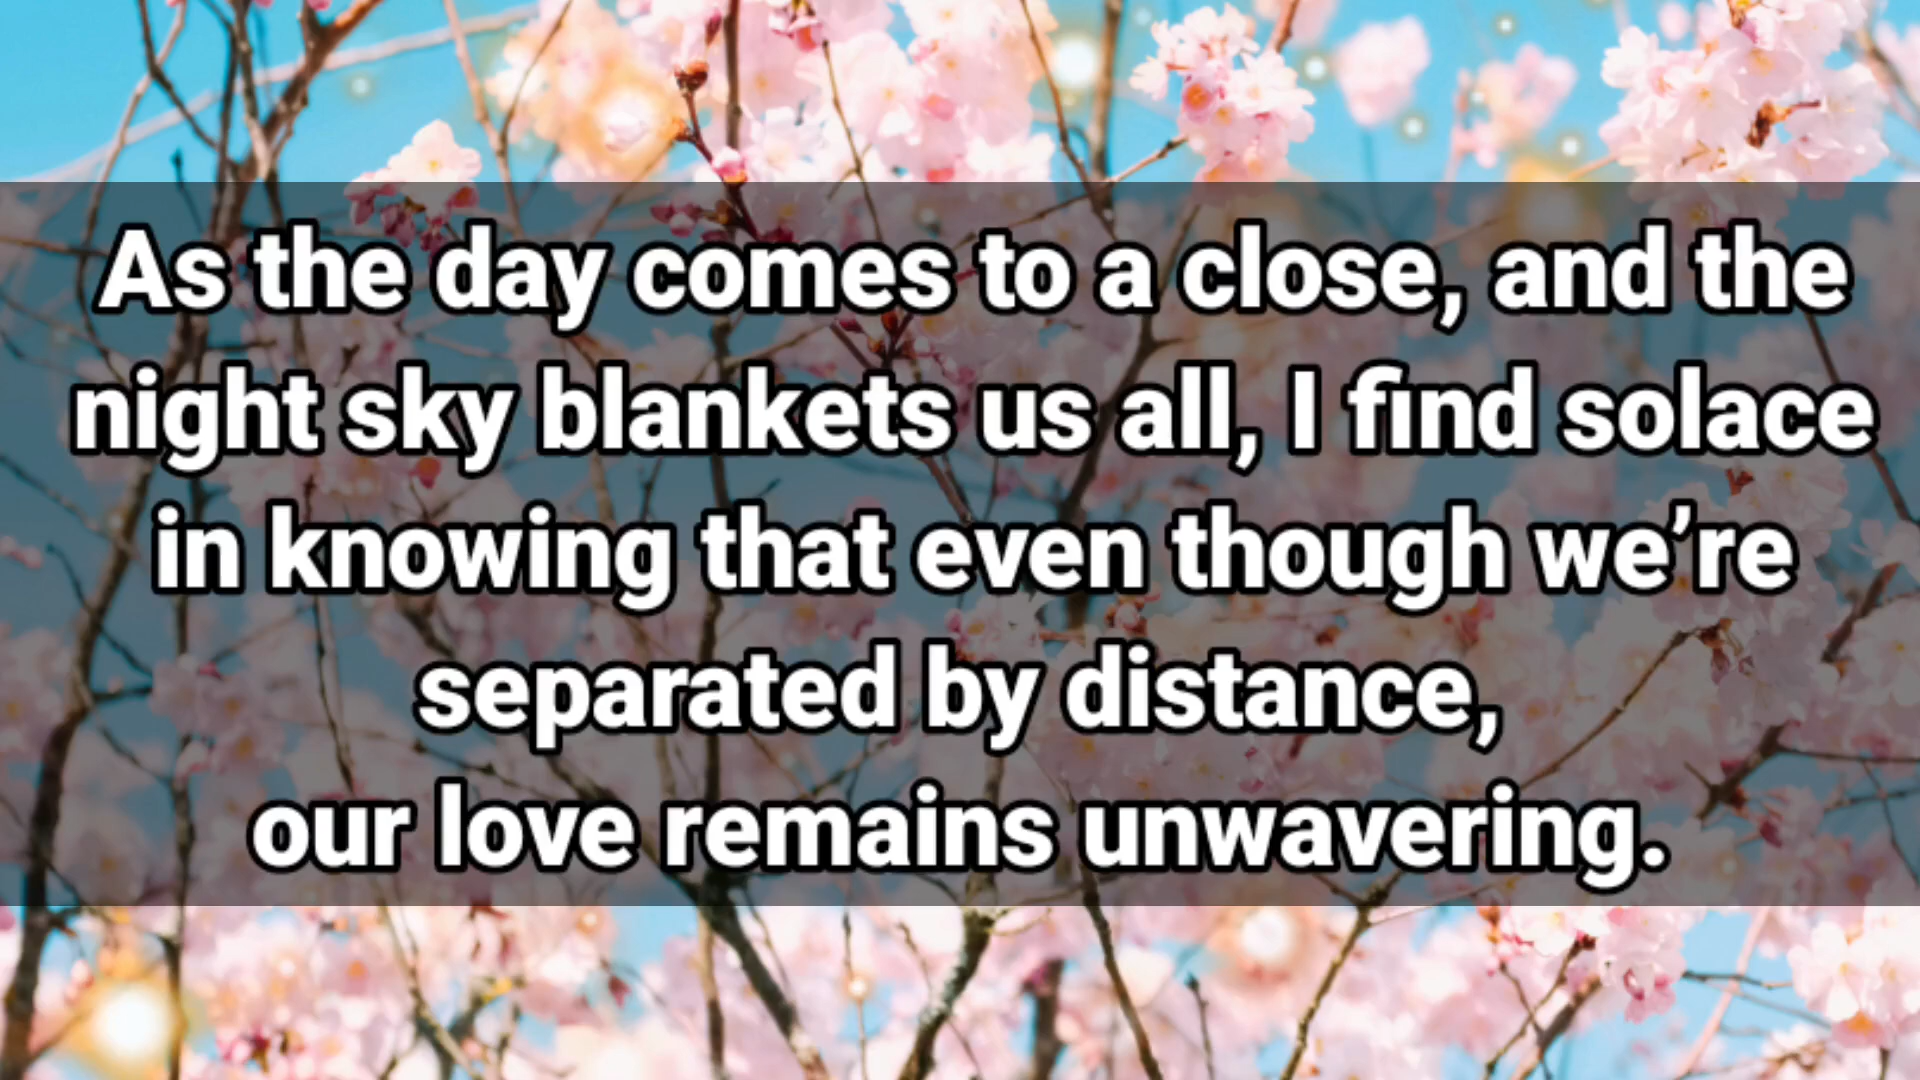 As the day comes to a close, and the
night sky blankets us all, I find solace
in knowing that even though we’re
separated by distance,
our love remains unwavering.